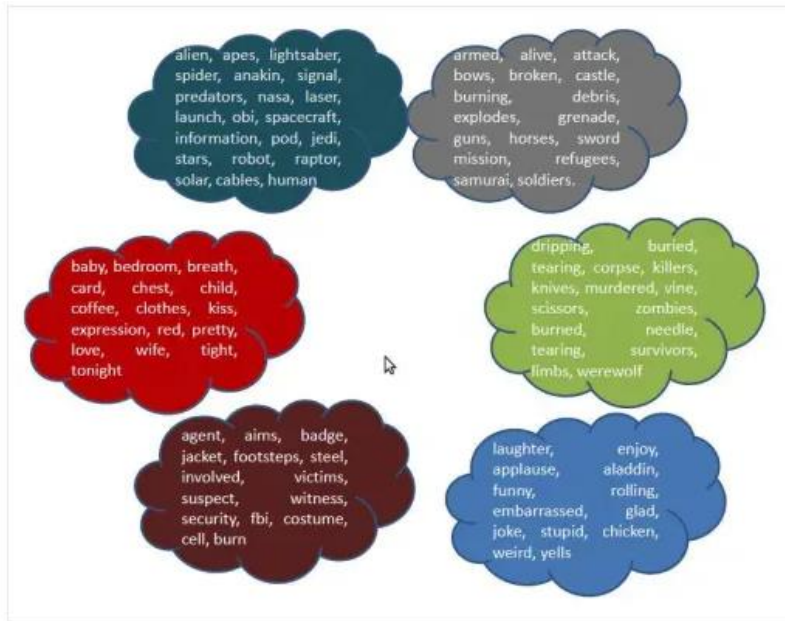 alien, apes, lightsaber,
spider, anakin, signal,
predators, nasa, laser,
launch, obi, spacecraft,
information, pod, jedi,
stars, robot, raptor,
solar, cables, human
armed, alive, attack,
bows, broken, castle,
burning, debris,
explodes, grenade,
guns, horses, sword
mission, refugees,
samurai, soldiers.
baby, bedroom, breath,
card, chest, child,
coffee, clothes, kiss,
expression, red, pretty,
love, wife, tight,
tonight
dripping, buried,
tearing, corpse, killers,
knives, murdered, vine,
scissors, zombies,
burned, needle,
tearing, survivors,
limbs, werewolf
agent, aims, badge,
jacket, footsteps, steel,
involved, victims,
suspect, witness,
security, fbi, costume,
cell, burn
laughter, enjoy,
applause, aladdin,
funny, rolling,
embarrassed, glad,
joke, stupid, chicken,
weird, yells